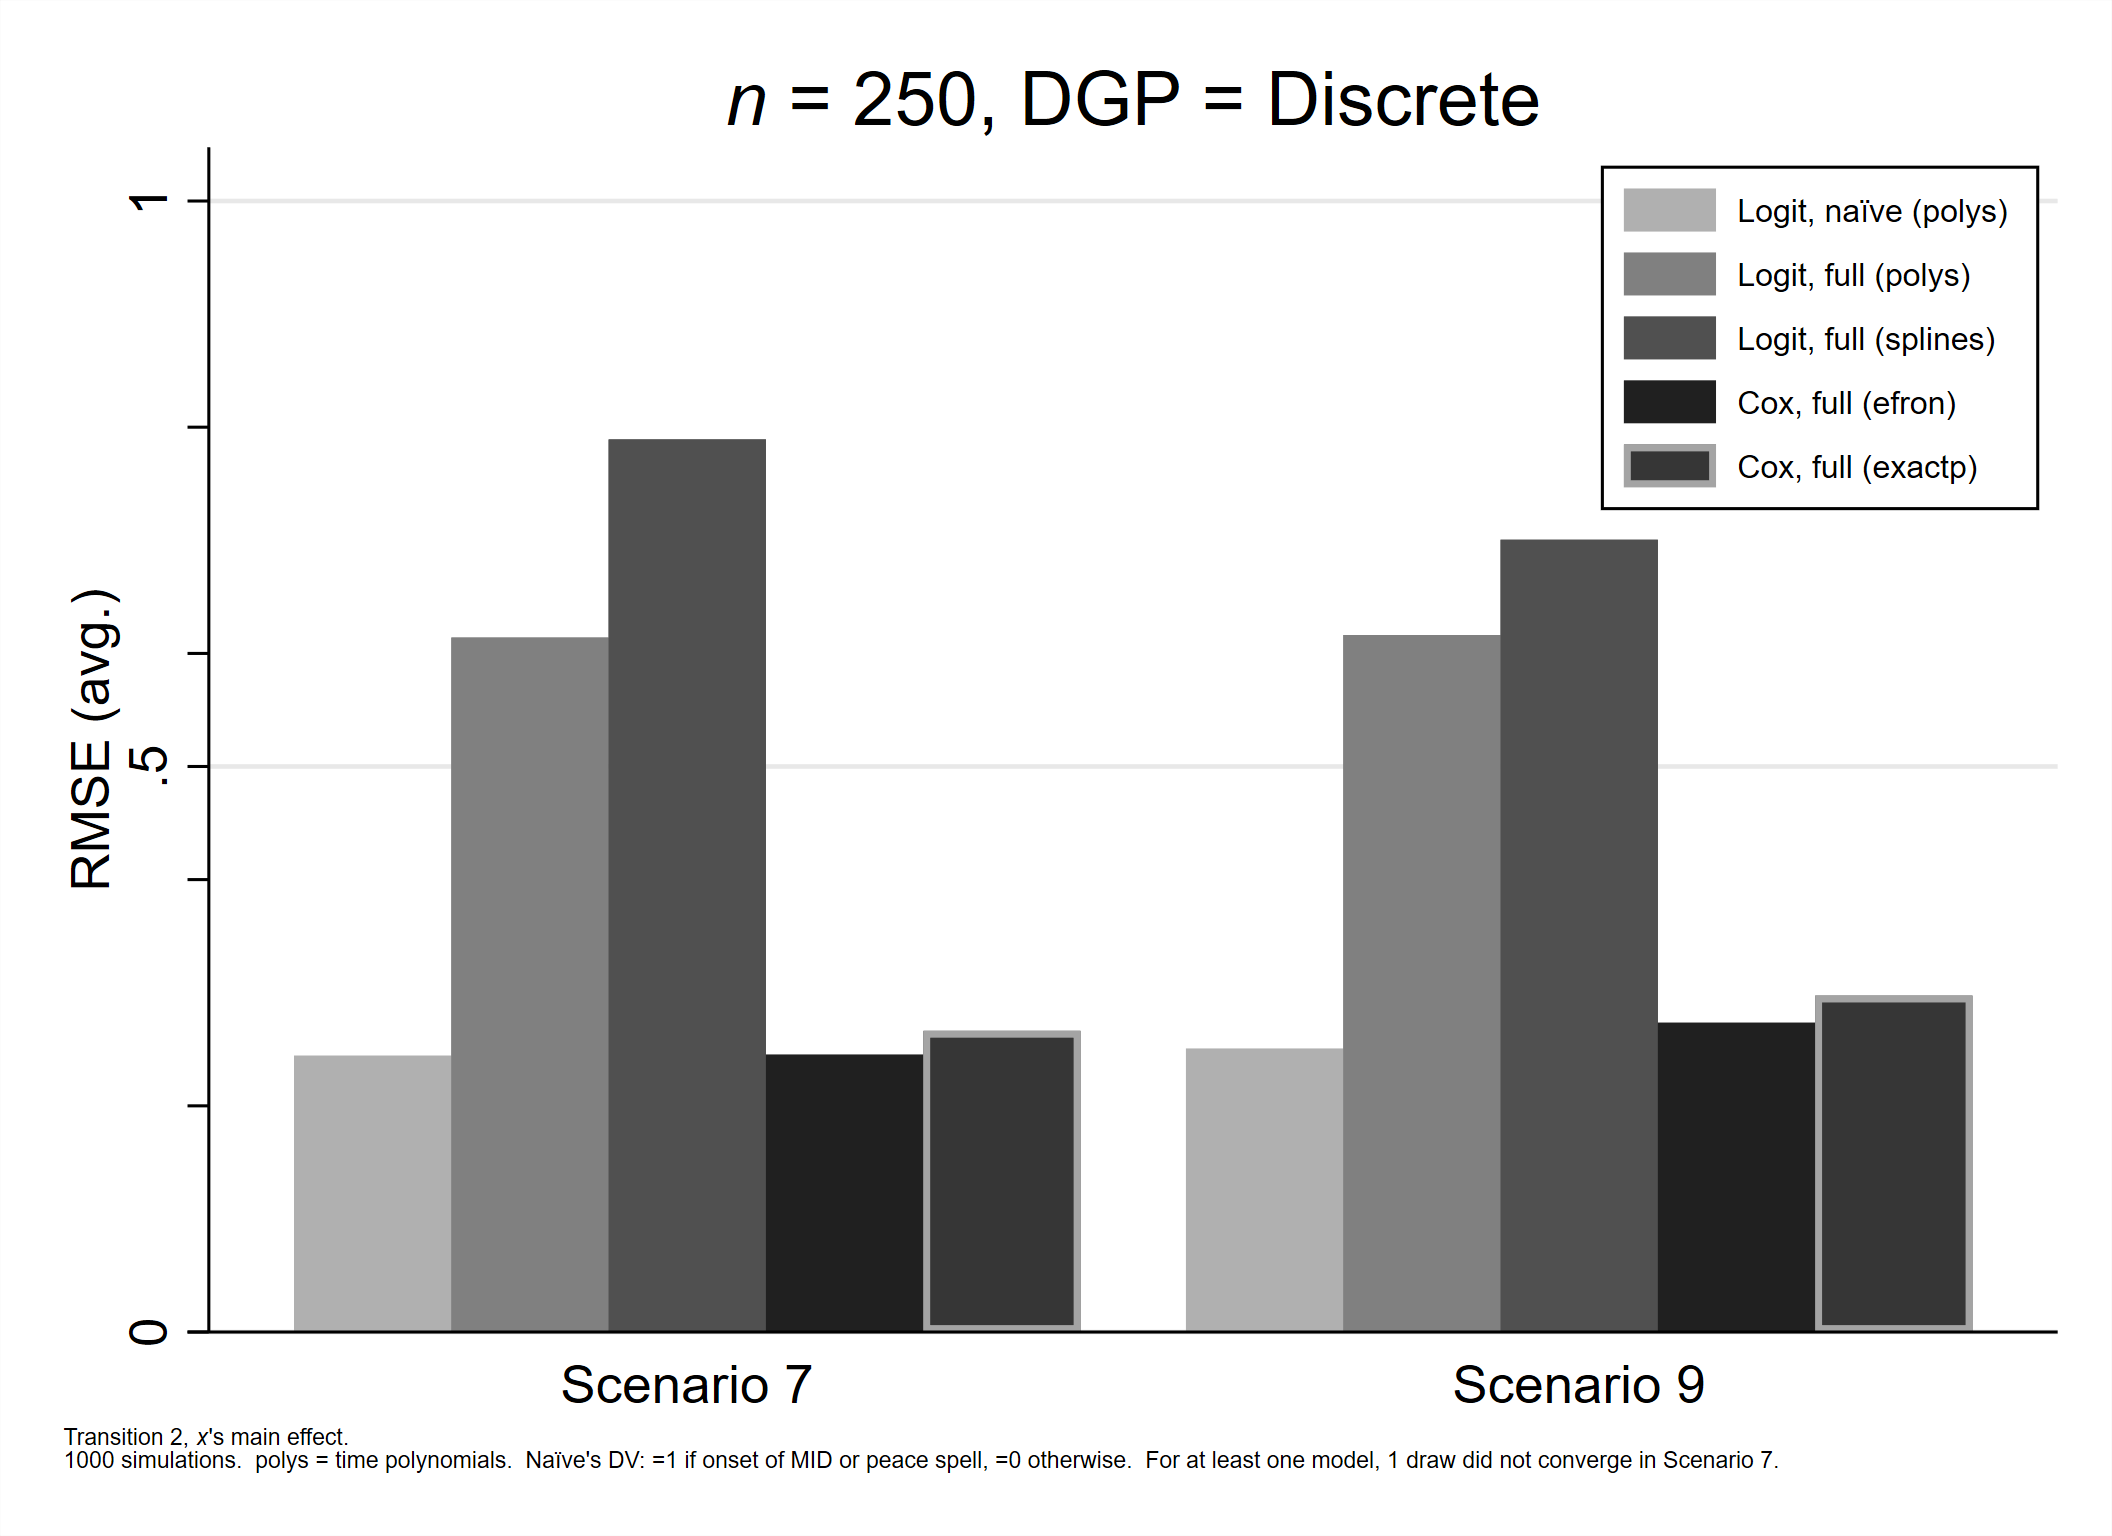 n = 250, DGP = Discrete
RMSE (avg.)
1
.5
0
Logit, naïve (polys)
Logit, full (polys)
Logit, full (splines)
Cox, full (efron)
Cox, full (exactp)
Scenario 7
Scenario 9
Transition 2, x's main effect.
1000 simulations.  polys = time polynomials.  Naïve's DV: =1 if onset of MID or peace spell, =0 otherwise.  For at least one model, 1 draw did not converge in Scenario 7.